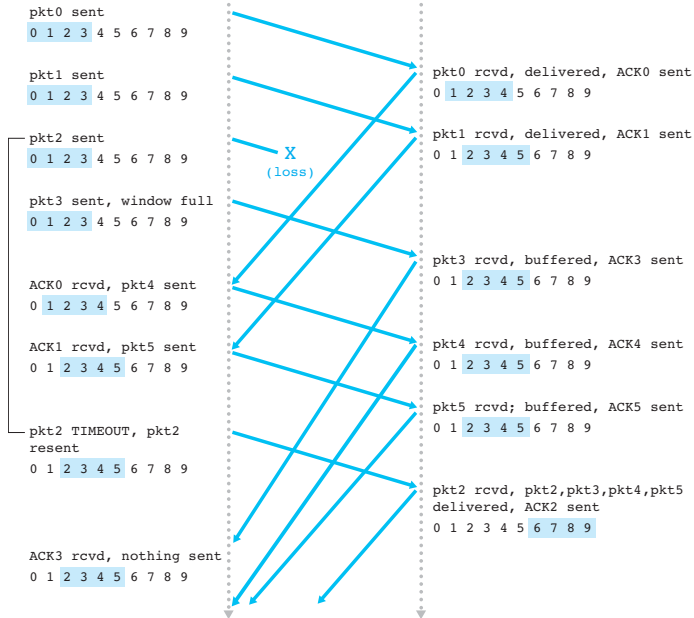 pkt0 sent
0 1 2 3 4 5 6 7 8 9
pkt1 sent
0 1 2 3 4 5 6 7 8 9
pkt2 sent
0 1 2 3 4 5 6 7 8 9
pkt3 sent, window full
0 1 2 3 4 5 6 7 8 9
ACK0 rcvd, pkt4 sent
0 1 2 3 4 5 6 7 8 9
ACK1 rcvd, pkt5 sent
0 1 2 3 4 5 6 7 8 9
pkt2 TIMEOUT, pkt2
resent
0 1 2 3 4 5 6 7 8 9
ACK3 rcvd, nothing sent
0 1 2 3 4 5 6 7 8 9
X
(loss)
pkt0 rcvd, delivered, ACK0 sent
0 1 2 3 4 5 6 7 8 9
pkt1 rcvd, delivered, ACK1 sent
0 1 2 3 4 5 6 7 8 9
pkt3 rcvd, buffered, ACK3 sent
0 1 2 3 4 5 6 7 8 9
pkt4 rcvd, buffered, ACK4 sent
0 1 2 3 4 5 6 7 8 9
pkt5 rcvd; buffered, ACK5 sent
0 1 2 3 4 5 6 7 8 9
pkt2 rcvd, pkt2,pkt3,pkt4,pkt5
delivered, ACK2 sent
0 1 2 3 4 5 6 7 8 9